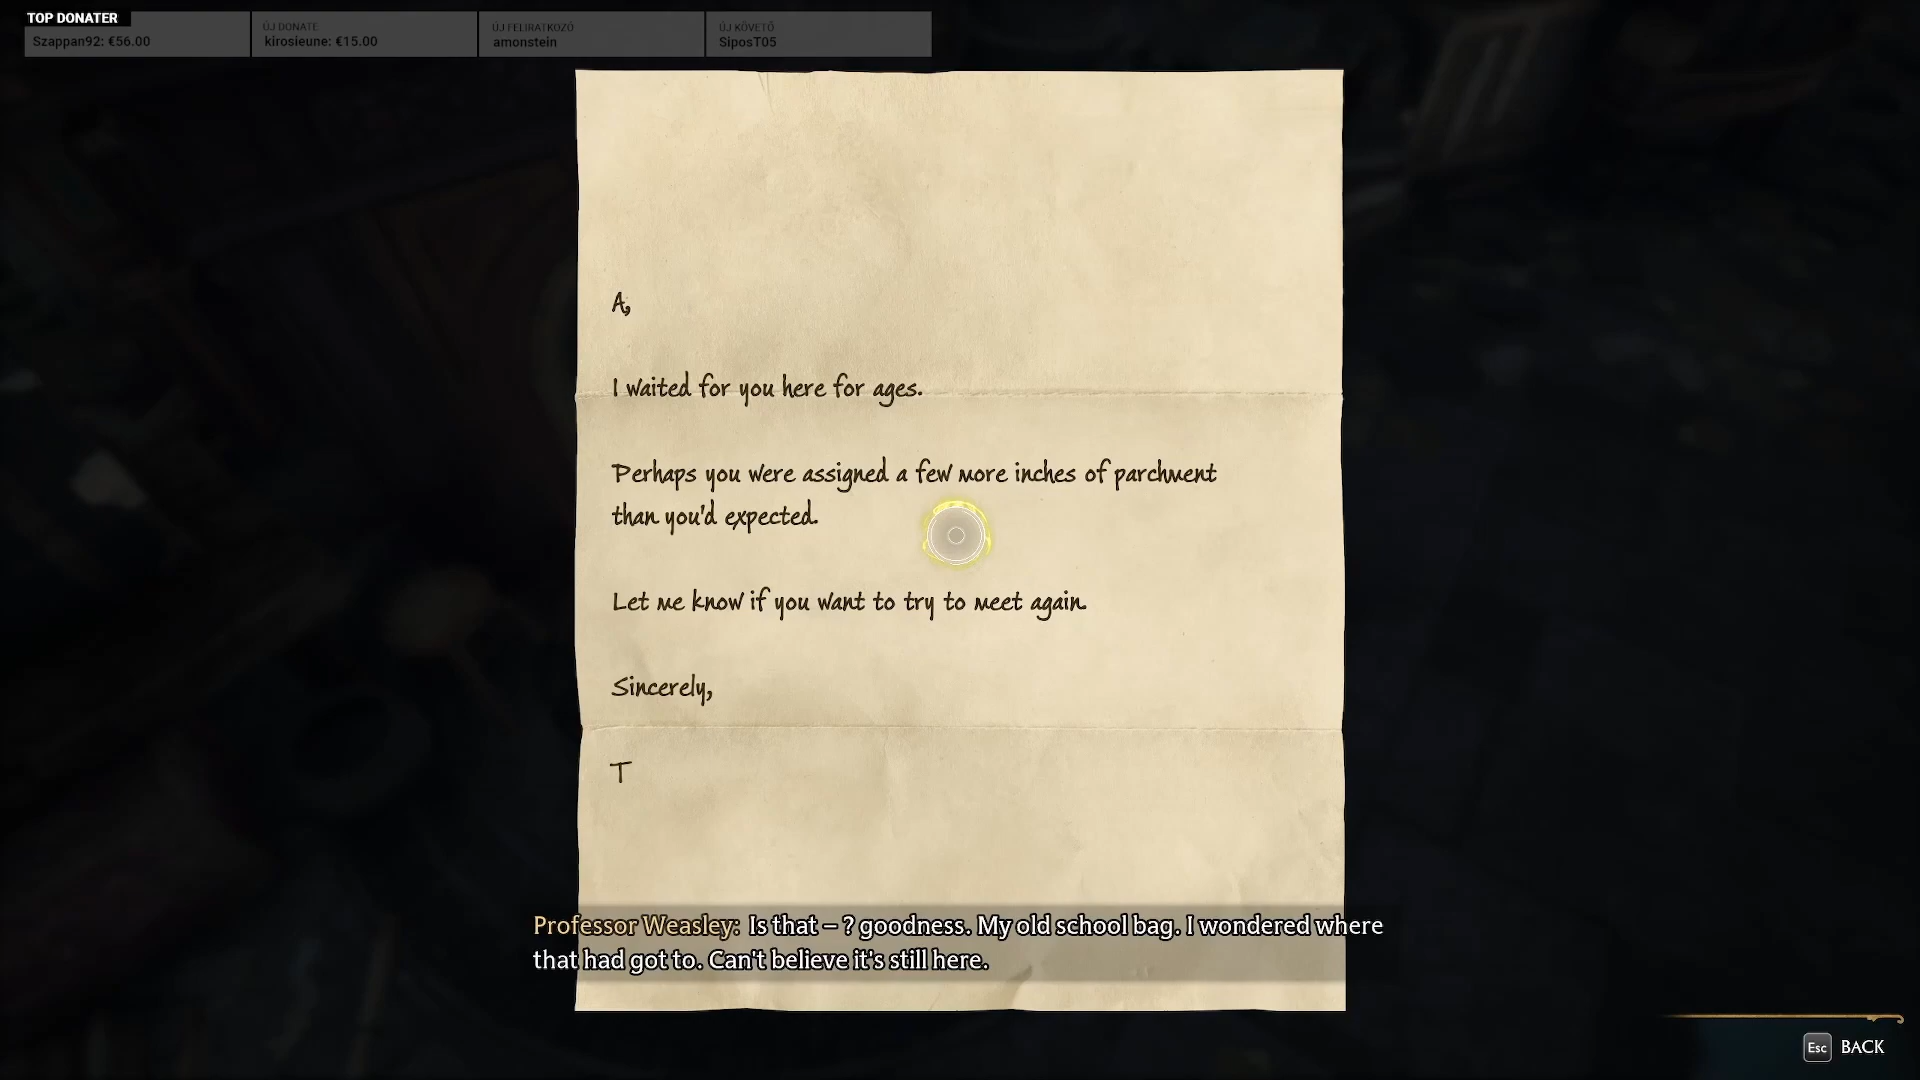 TOP DONATER
Szappan92: €56.00
ÚJ DONATE
kirosieune: €15.00
ÚJ FELIRATKOZÓ
amonstein
ÚJ KÖVETŐ
SiposT05
A,
I waited for you here for ages.
Perhaps you were assigned a few more inches of parchment
than you'd expected.
Let me know if you want to try to meet again.
Sincerely,
T
Professor Weasley: Is that – ? goodness. My old school bag. I wondered where
that had got to. Can't believe it's still here.
Esc BACK